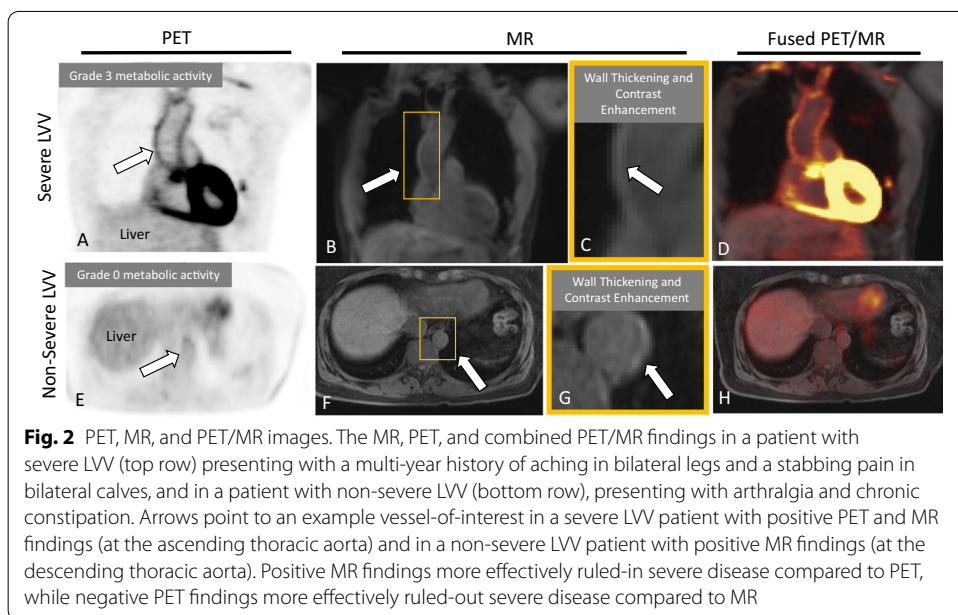 PET
MR
Fused PET/MR
Severe LVV
Grade 3 metabolic activity
Liver
A
B
Wall Thickening and
Contrast
Enhancement
C
D
Non-Severe LVV
Grade 0 metabolic activity
Liver
E
F
Wall Thickening and
Contrast Enhancement
G
H
Fig. 2 PET, MR, and PET/MR images. The MR, PET, and combined PET/MR findings in a patient with
severe LVV (top row) presenting with a multi-year history of aching in bilateral legs and a stabbing pain in
bilateral calves, and in a patient with non-severe LVV (bottom row), presenting with arthralgia and chronic
constipation. Arrows point to an example vessel-of-interest in a severe LVV patient with positive PET and MR
findings (at the ascending thoracic aorta) and in a non-severe LVV patient with positive MR findings (at the
descending thoracic aorta). Positive MR findings more effectively ruled-in severe disease compared to PET,
while negative PET findings more effectively ruled-out severe disease compared to MR